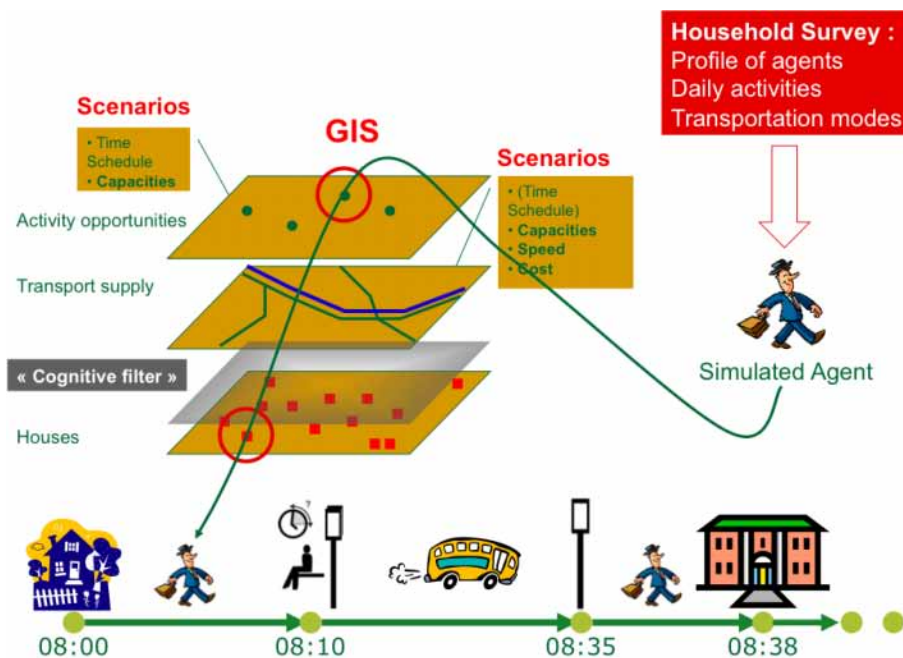 Household Survey :
Profile of agents
Daily activities
Transportation modes
Scenarios
• Time
Schedule
• Capacities
GIS
Scenarios
• (Time
Schedule)
• Capacities
• Speed
• Cost
Activity opportunities
Transport supply
« Cognitive filter »
Houses
Simulated Agent
?
08:00
08:10
08:35
08:38